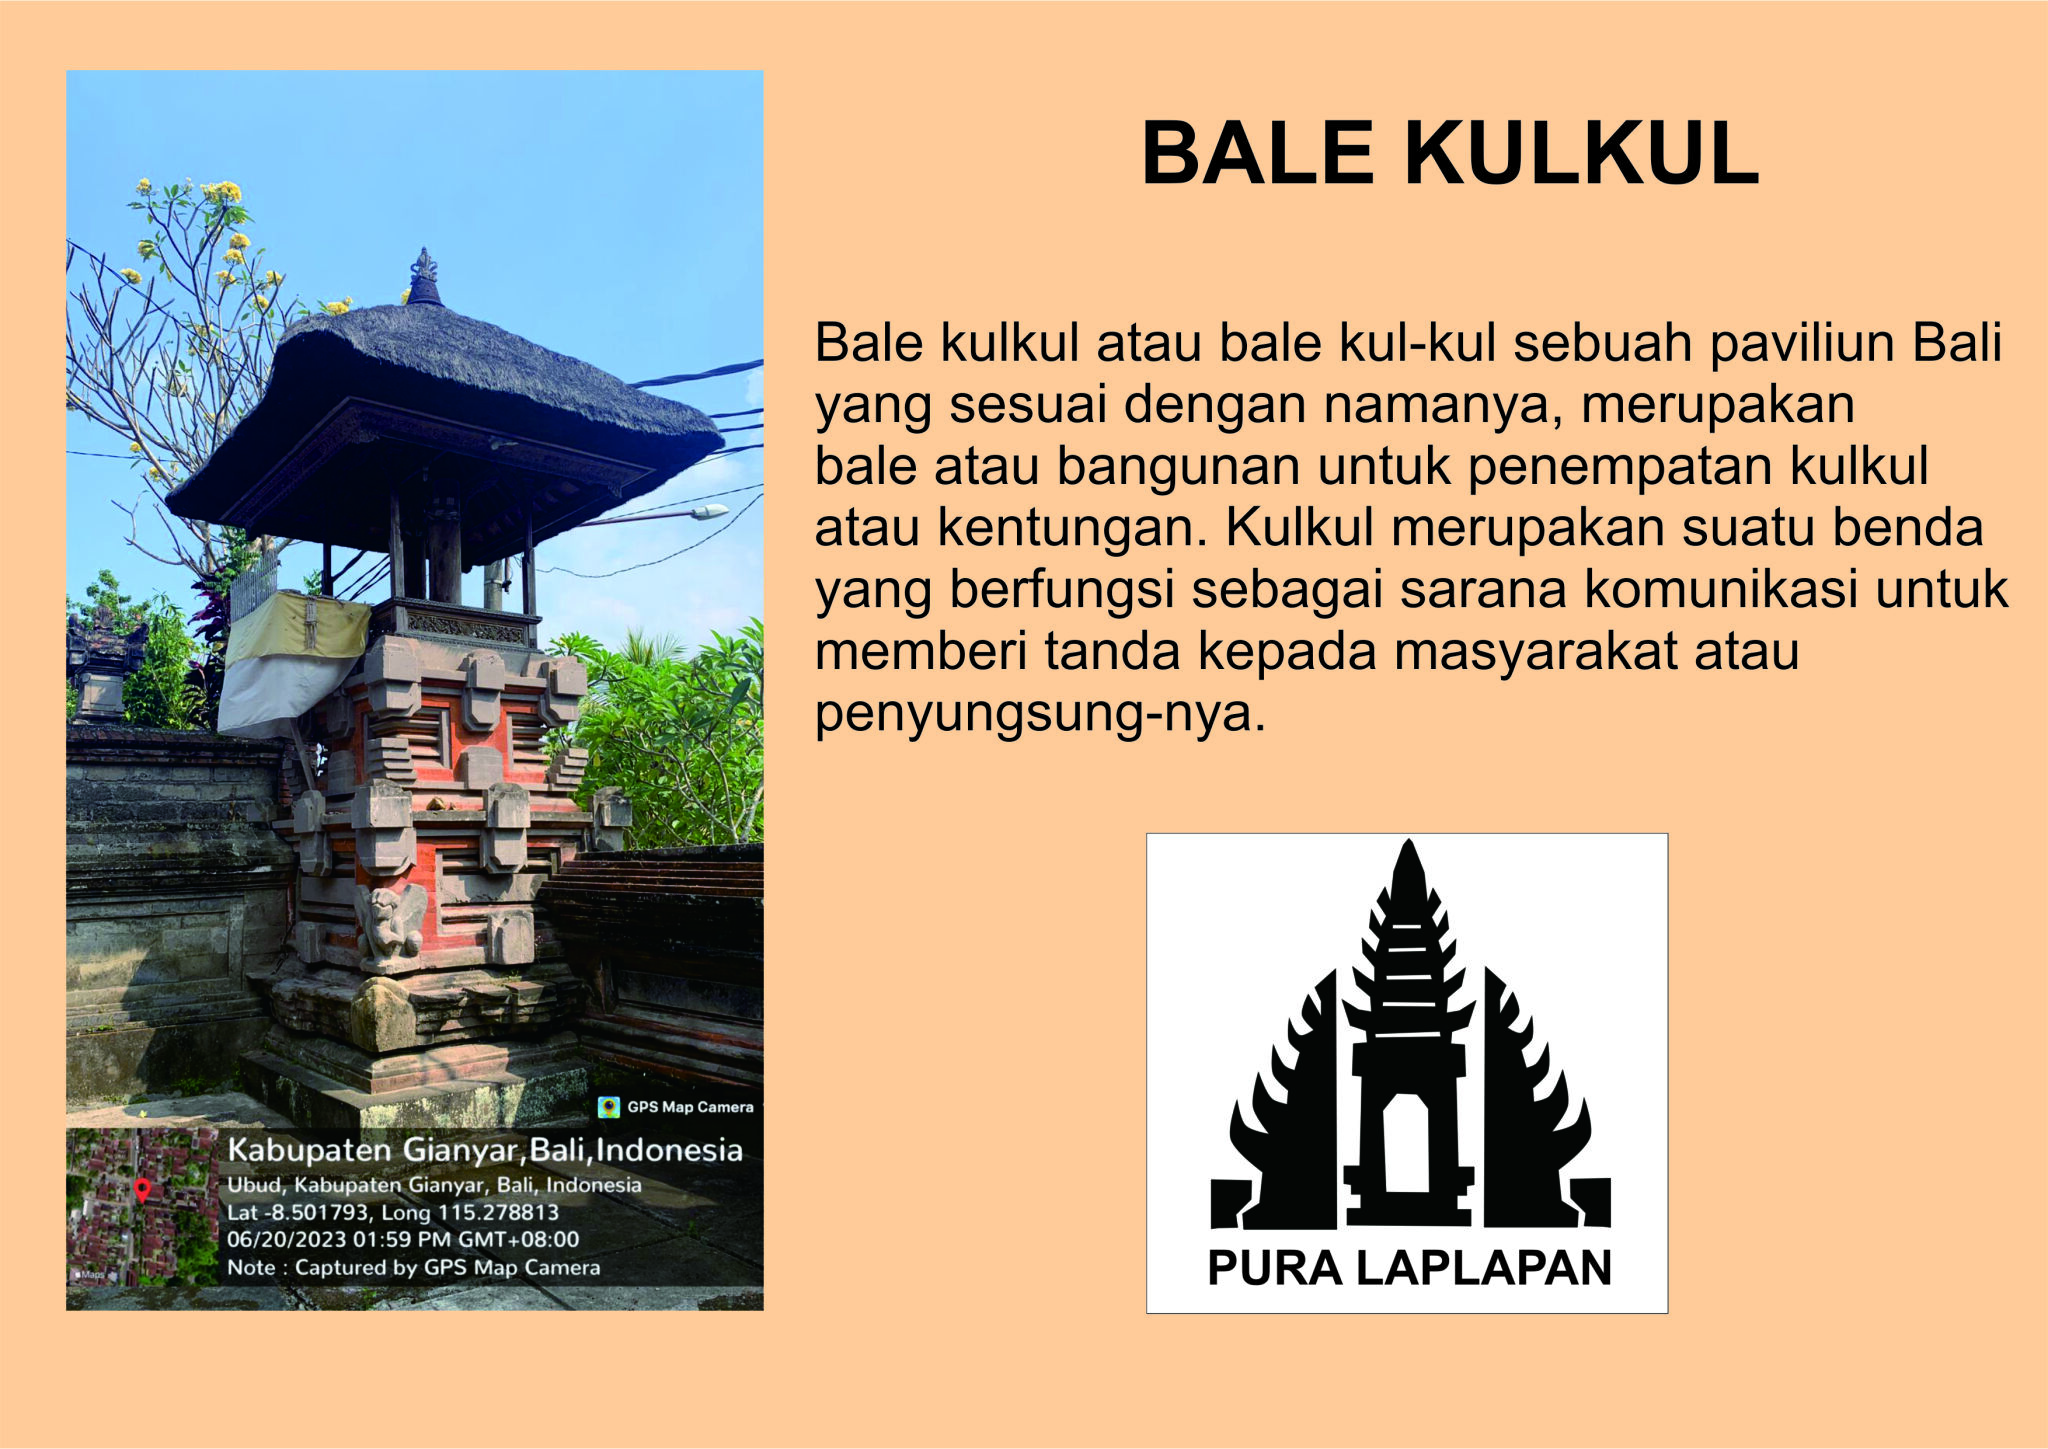 BALE KULKUL
Bale kulkul atau bale kul-kul sebuah paviliun Bali
yang sesuai dengan namanya, merupakan
bale atau bangunan untuk penempatan kulkul
atau kentungan. Kulkul merupakan suatu benda
yang berfungsi sebagai sarana komunikasi untuk
memberi tanda kepada masyarakat atau
penyungsung-nya.
GPS Map Camera
Kabupaten Gianyar,Bali,Indonesia
Ubud, Kabupaten Gianyar, Bali, Indonesia
Lat -8.501793, Long 115.278813
06/20/2023 01:59 PM GMT+08:00
Note : Captured by GPS Map Camera
Maps
PURA LAPLAPAN